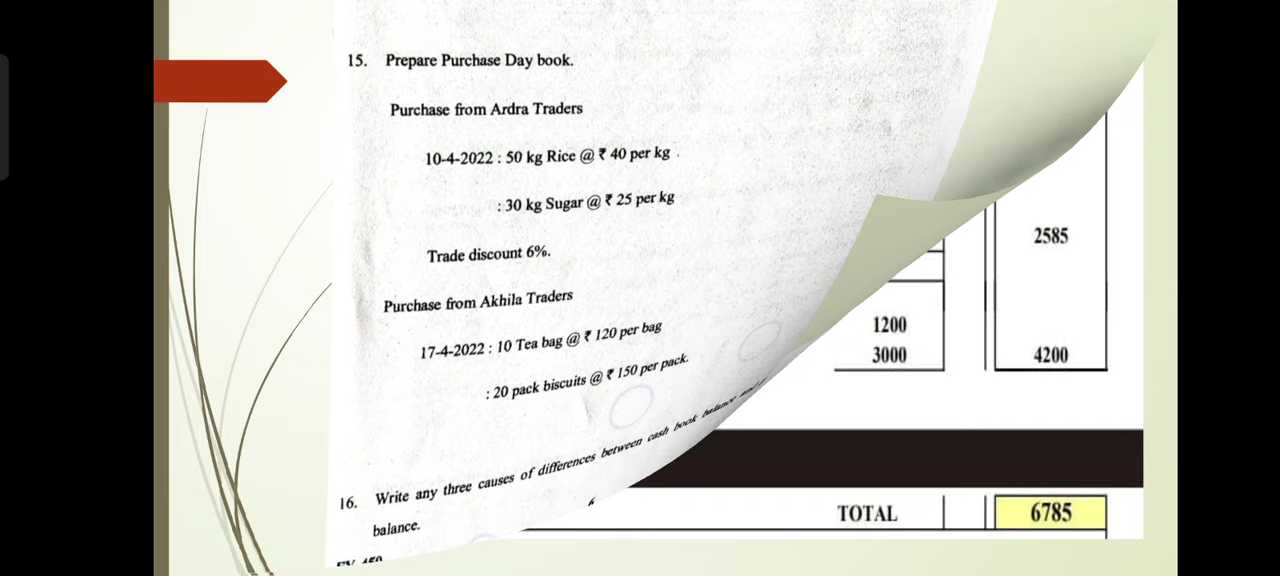 15. Prepare Purchase Day book.
Purchase from Ardra Traders
10-4-2022 : 50 kg Rice @ ₹ 40 per kg .
: 30 kg Sugar @ ₹ 25 per kg
Trade discount 6%.
Purchase from Akhila Traders
17-4-2022 : 10 Tea bag @ ₹ 120 per bag
: 20 pack biscuits @ ₹ 150 per pack.
16. Write any three causes of differences between cash book balance and
balance.
2585
1200
3000 4200
TOTAL 6785